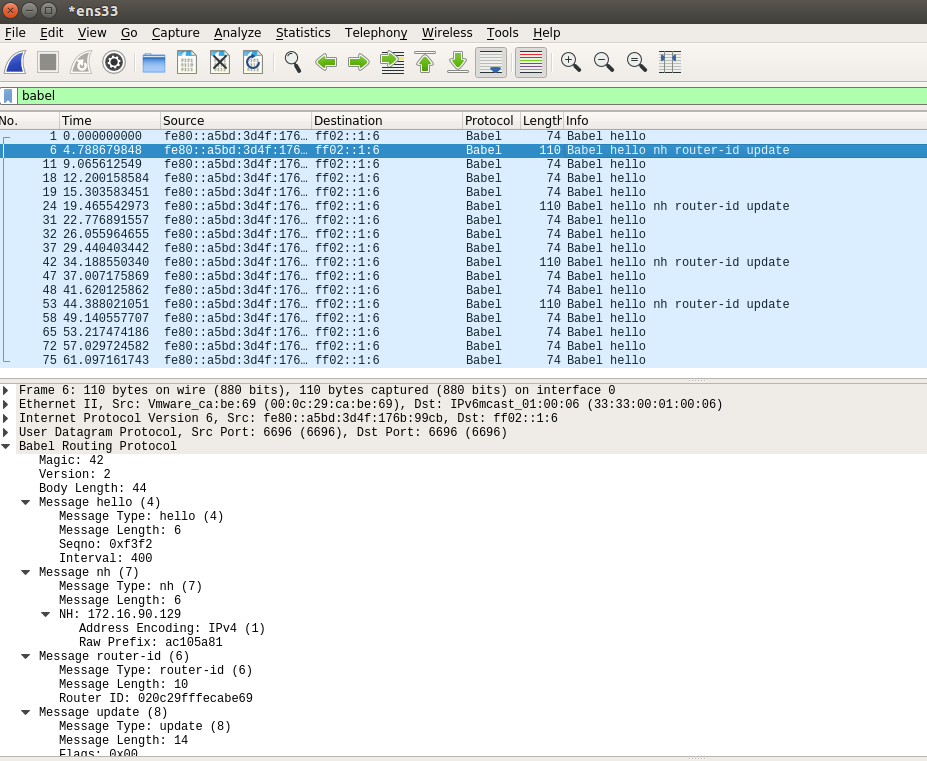 *ens33
File Edit View Go Capture Analyze Statistics Telephony Wireless Tools Help
babel
No. Time Source Destination Protocol Length Info
1 0.000000000 fe80::a5bd:3d4f:176… ff02::1:6 Babel 74 Babel hello
6 4.788679848 fe80::a5bd:3d4f:176… ff02::1:6 Babel 110 Babel hello nh router-id update
11 9.065612549 fe80::a5bd:3d4f:176… ff02::1:6 Babel 74 Babel hello
18 12.200158584 fe80::a5bd:3d4f:176… ff02::1:6 Babel 74 Babel hello
19 15.303583451 fe80::a5bd:3d4f:176… ff02::1:6 Babel 74 Babel hello
24 19.465542973 fe80::a5bd:3d4f:176… ff02::1:6 Babel 110 Babel hello nh router-id update
31 22.776891557 fe80::a5bd:3d4f:176… ff02::1:6 Babel 74 Babel hello
32 26.055964655 fe80::a5bd:3d4f:176… ff02::1:6 Babel 74 Babel hello
37 29.440403442 fe80::a5bd:3d4f:176… ff02::1:6 Babel 74 Babel hello
42 34.188550340 fe80::a5bd:3d4f:176… ff02::1:6 Babel 110 Babel hello nh router-id update
47 37.007175869 fe80::a5bd:3d4f:176… ff02::1:6 Babel 74 Babel hello
48 41.620125862 fe80::a5bd:3d4f:176… ff02::1:6 Babel 74 Babel hello
53 44.388021051 fe80::a5bd:3d4f:176… ff02::1:6 Babel 110 Babel hello nh router-id update
58 49.140557707 fe80::a5bd:3d4f:176… ff02::1:6 Babel 74 Babel hello
65 53.217474186 fe80::a5bd:3d4f:176… ff02::1:6 Babel 74 Babel hello
72 57.029724582 fe80::a5bd:3d4f:176… ff02::1:6 Babel 74 Babel hello
75 61.097161743 fe80::a5bd:3d4f:176… ff02::1:6 Babel 74 Babel hello
Frame 6: 110 bytes on wire (880 bits), 110 bytes captured (880 bits) on interface 0
Ethernet II, Src: Vmware_ca:be:69 (00:0c:29:ca:be:69), Dst: IPv6mcast_01:00:06 (33:33:00:01:00:06)
Internet Protocol Version 6, Src: fe80::a5bd:3d4f:176b:99cb, Dst: ff02::1:6
User Datagram Protocol, Src Port: 6696 (6696), Dst Port: 6696 (6696)
Babel Routing Protocol
Magic: 42
Version: 2
Body Length: 44
Message hello (4)
Message Type: hello (4)
Message Length: 6
Seqno: 0xf3f2
Interval: 400
Message nh (7)
Message Type: nh (7)
Message Length: 6
NH: 172.16.90.129
Address Encoding: IPv4 (1)
Raw Prefix: ac105a81
Message router-id (6)
Message Type: router-id (6)
Message Length: 10
Router ID: 020c29fffecabe69
Message update (8)
Message Type: update (8)
Message Length: 14
Flags: 0x00